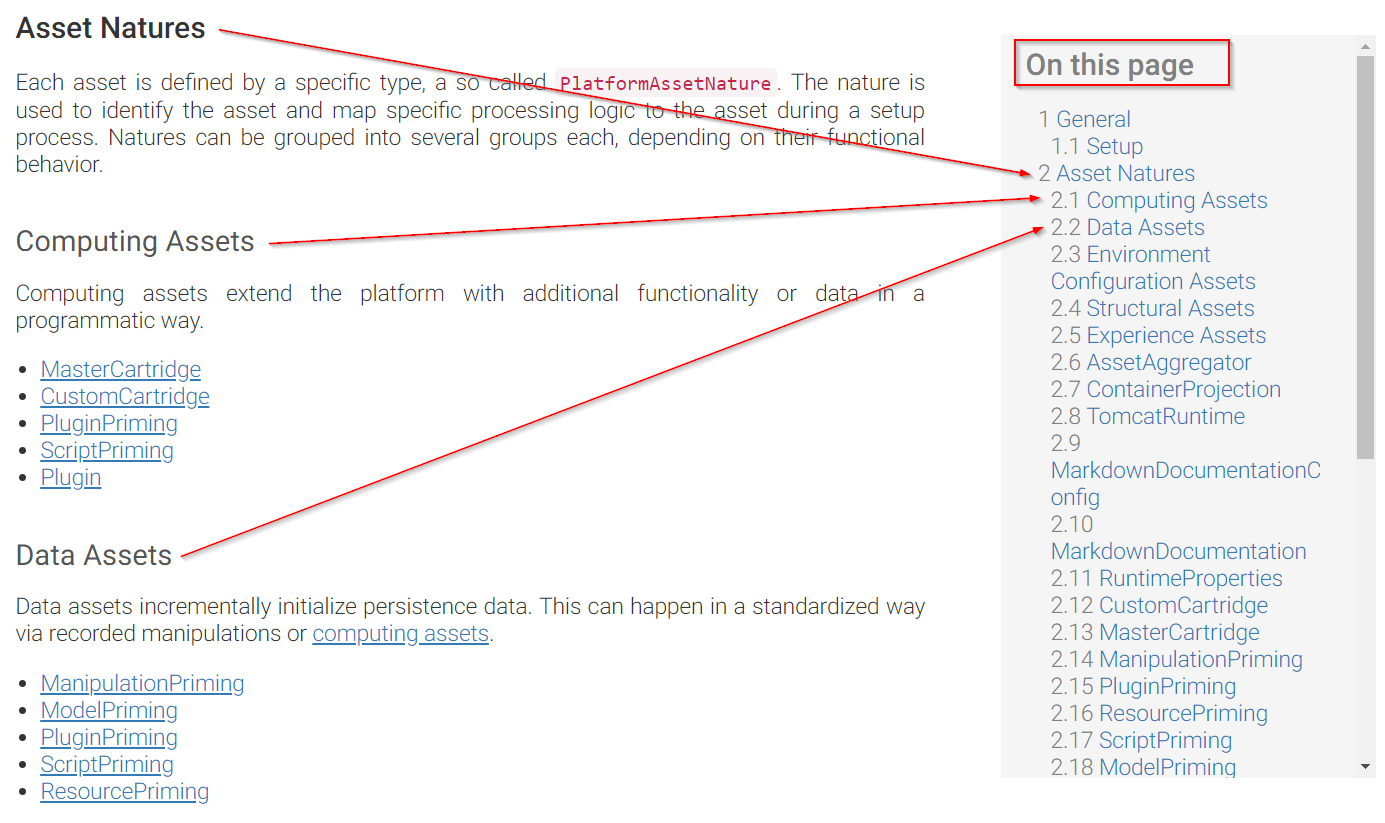 Asset Natures
Each asset is defined by a specific type, a so called PlatformAssetNature. The nature is
used to identify the asset and map specific processing logic to the asset during a setup
process. Natures can be grouped into several groups each, depending on their functional
behavior.
Computing Assets
Computing assets extend the platform with additional functionality or data in a
programmatic way.
MasterCartridge
CustomCartridge
PluginPriming
ScriptPriming
Plugin
Data Assets
Data assets incrementally initialize persistence data. This can happen in a standardized way
via recorded manipulations or computing assets.
ManipulationPriming
ModelPriming
PluginPriming
ScriptPriming
ResourcePriming
On this page
1 General
1.1 Setup
2 Asset Natures
2.1 Computing Assets
2.2 Data Assets
2.3 Environment
Configuration Assets
2.4 Structural Assets
2.5 Experience Assets
2.6 AssetAggregator
2.7 ContainerProjection
2.8 TomcatRuntime
2.9
MarkdownDocumentationC
onfig
2.10
MarkdownDocumentation
2.11 RuntimeProperties
2.12 CustomCartridge
2.13 MasterCartridge
2.14 ManipulationPriming
2.15 PluginPriming
2.16 ResourcePriming
2.17 ScriptPriming
2.18 ModelPriming